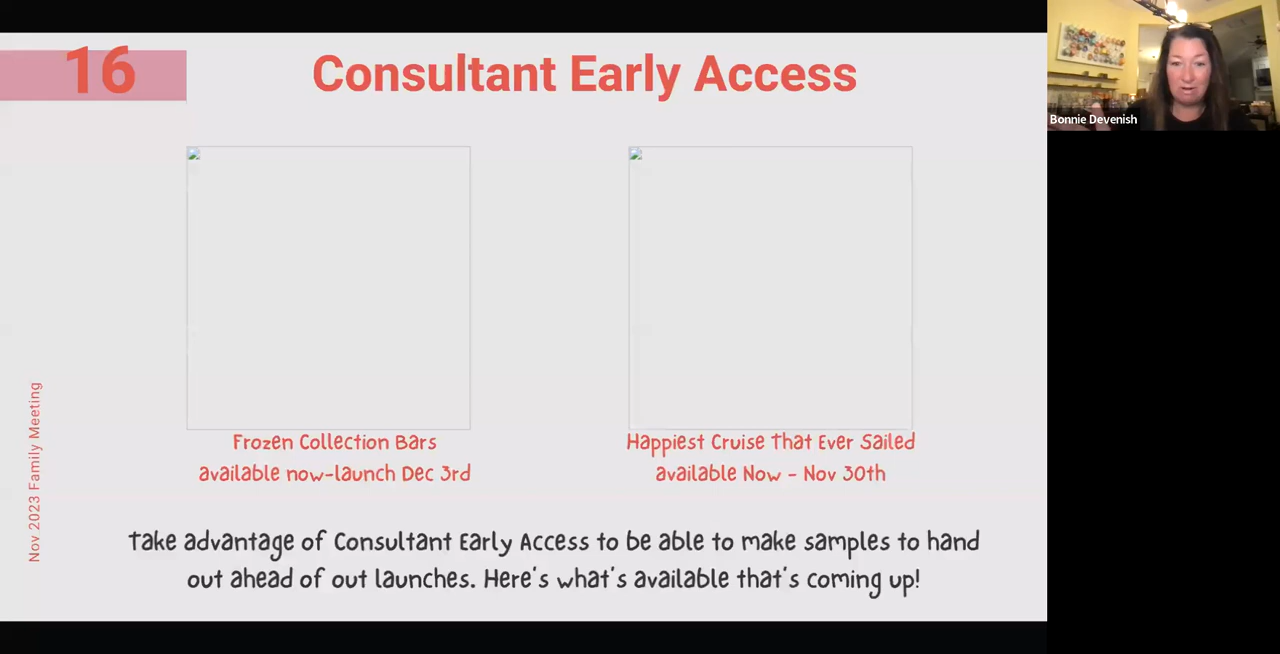 16
Consultant Early Access
Bonnie Devenish
Frozen Collection Bars
available now-launch Dec 3rd
Happiest Cruise That Ever Sailed
available Now - Nov 30th
Nov 2023 Family Meeting
Take advantage of Consultant Early Access to be able to make samples to hand
out ahead of out launches. Here's what's available that's coming up!